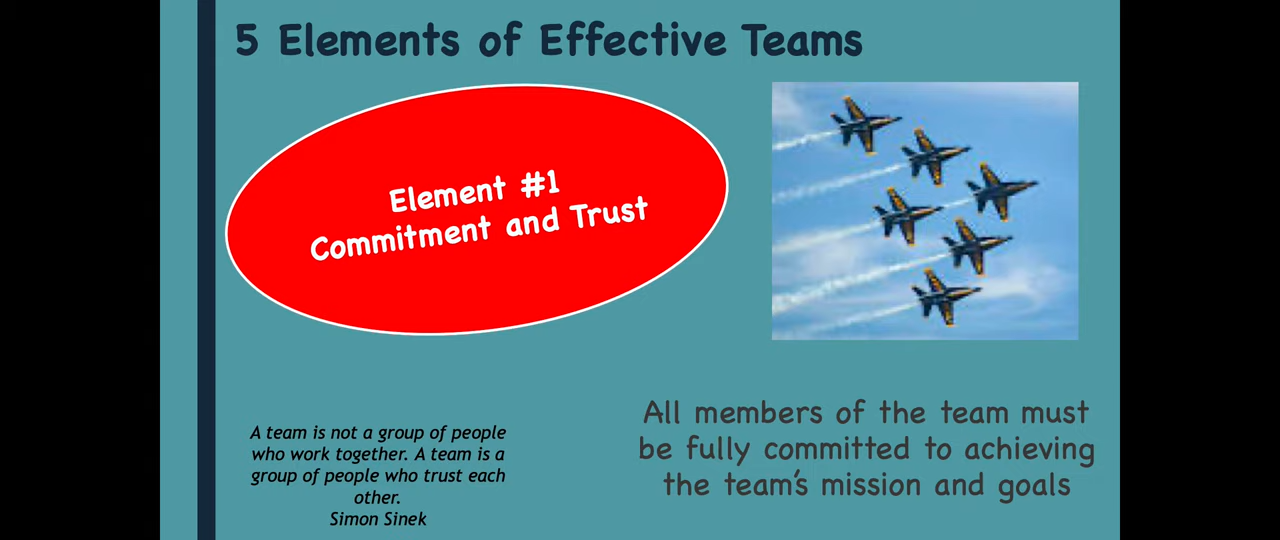 5 Elements of Effective Teams
Element #1
Commitment and Trust
A team is not a group of people
who work together. A team is a
group of people who trust each
other.
Simon Sinek
All members of the team must
be fully committed to achieving
the team's mission and goals